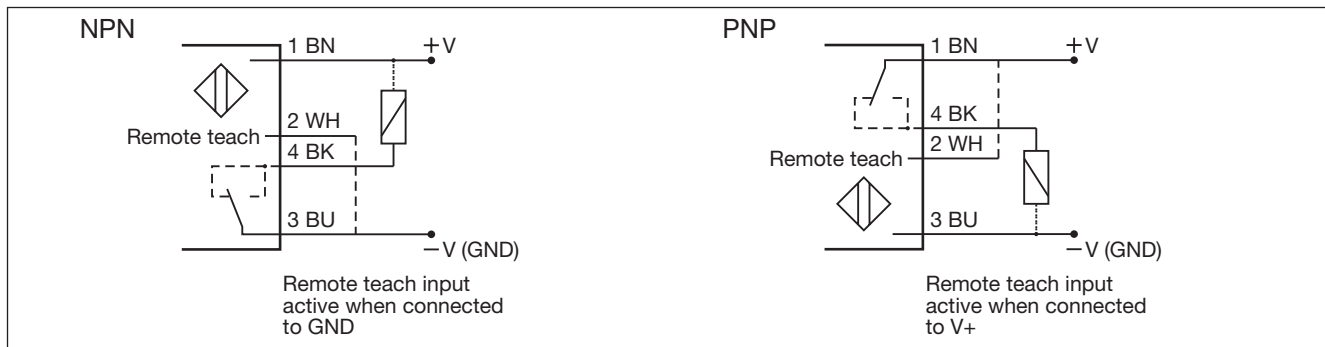 NPN
1 BN
+V
2 WH
Remote teach
4 BK
3 BU
−V (GND)
Remote teach input
active when connected
to GND
PNP
1 BN
+V
4 BK
2 WH
Remote teach
3 BU
−V (GND)
Remote teach input
active when connected
to V+